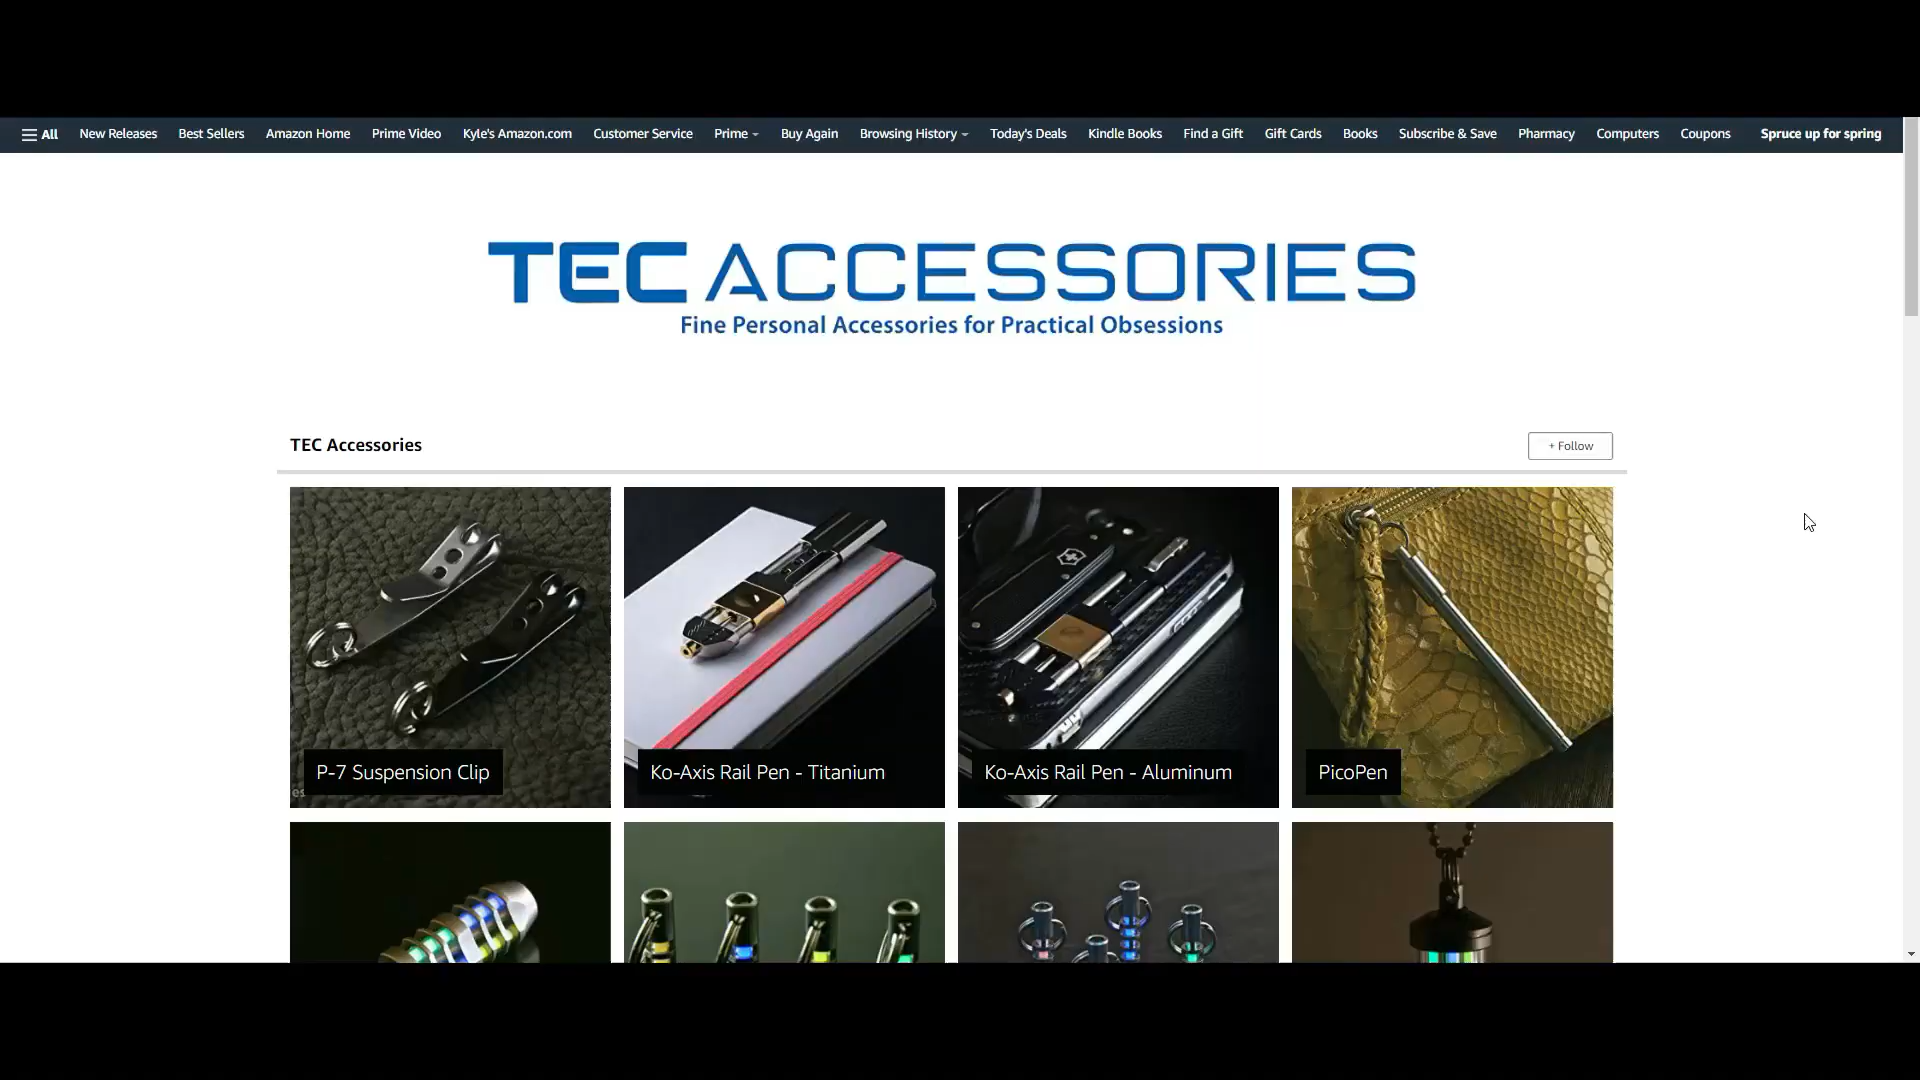 All New Releases Best Sellers Amazon Home Prime Video Kyle's Amazon.com Customer Service Prime Buy Again Browsing History Today's Deals Kindle Books Find a Gift Gift Cards Books Subscribe & Save Pharmacy Computers Coupons Spruce up for spring
TEC ACCESSORIES
Fine Personal Accessories for Practical Obsessions
TEC Accessories + Follow
P-7 Suspension Clip
Ko-Axis Rail Pen - Titanium
Ko-Axis Rail Pen - Aluminum
PicoPen